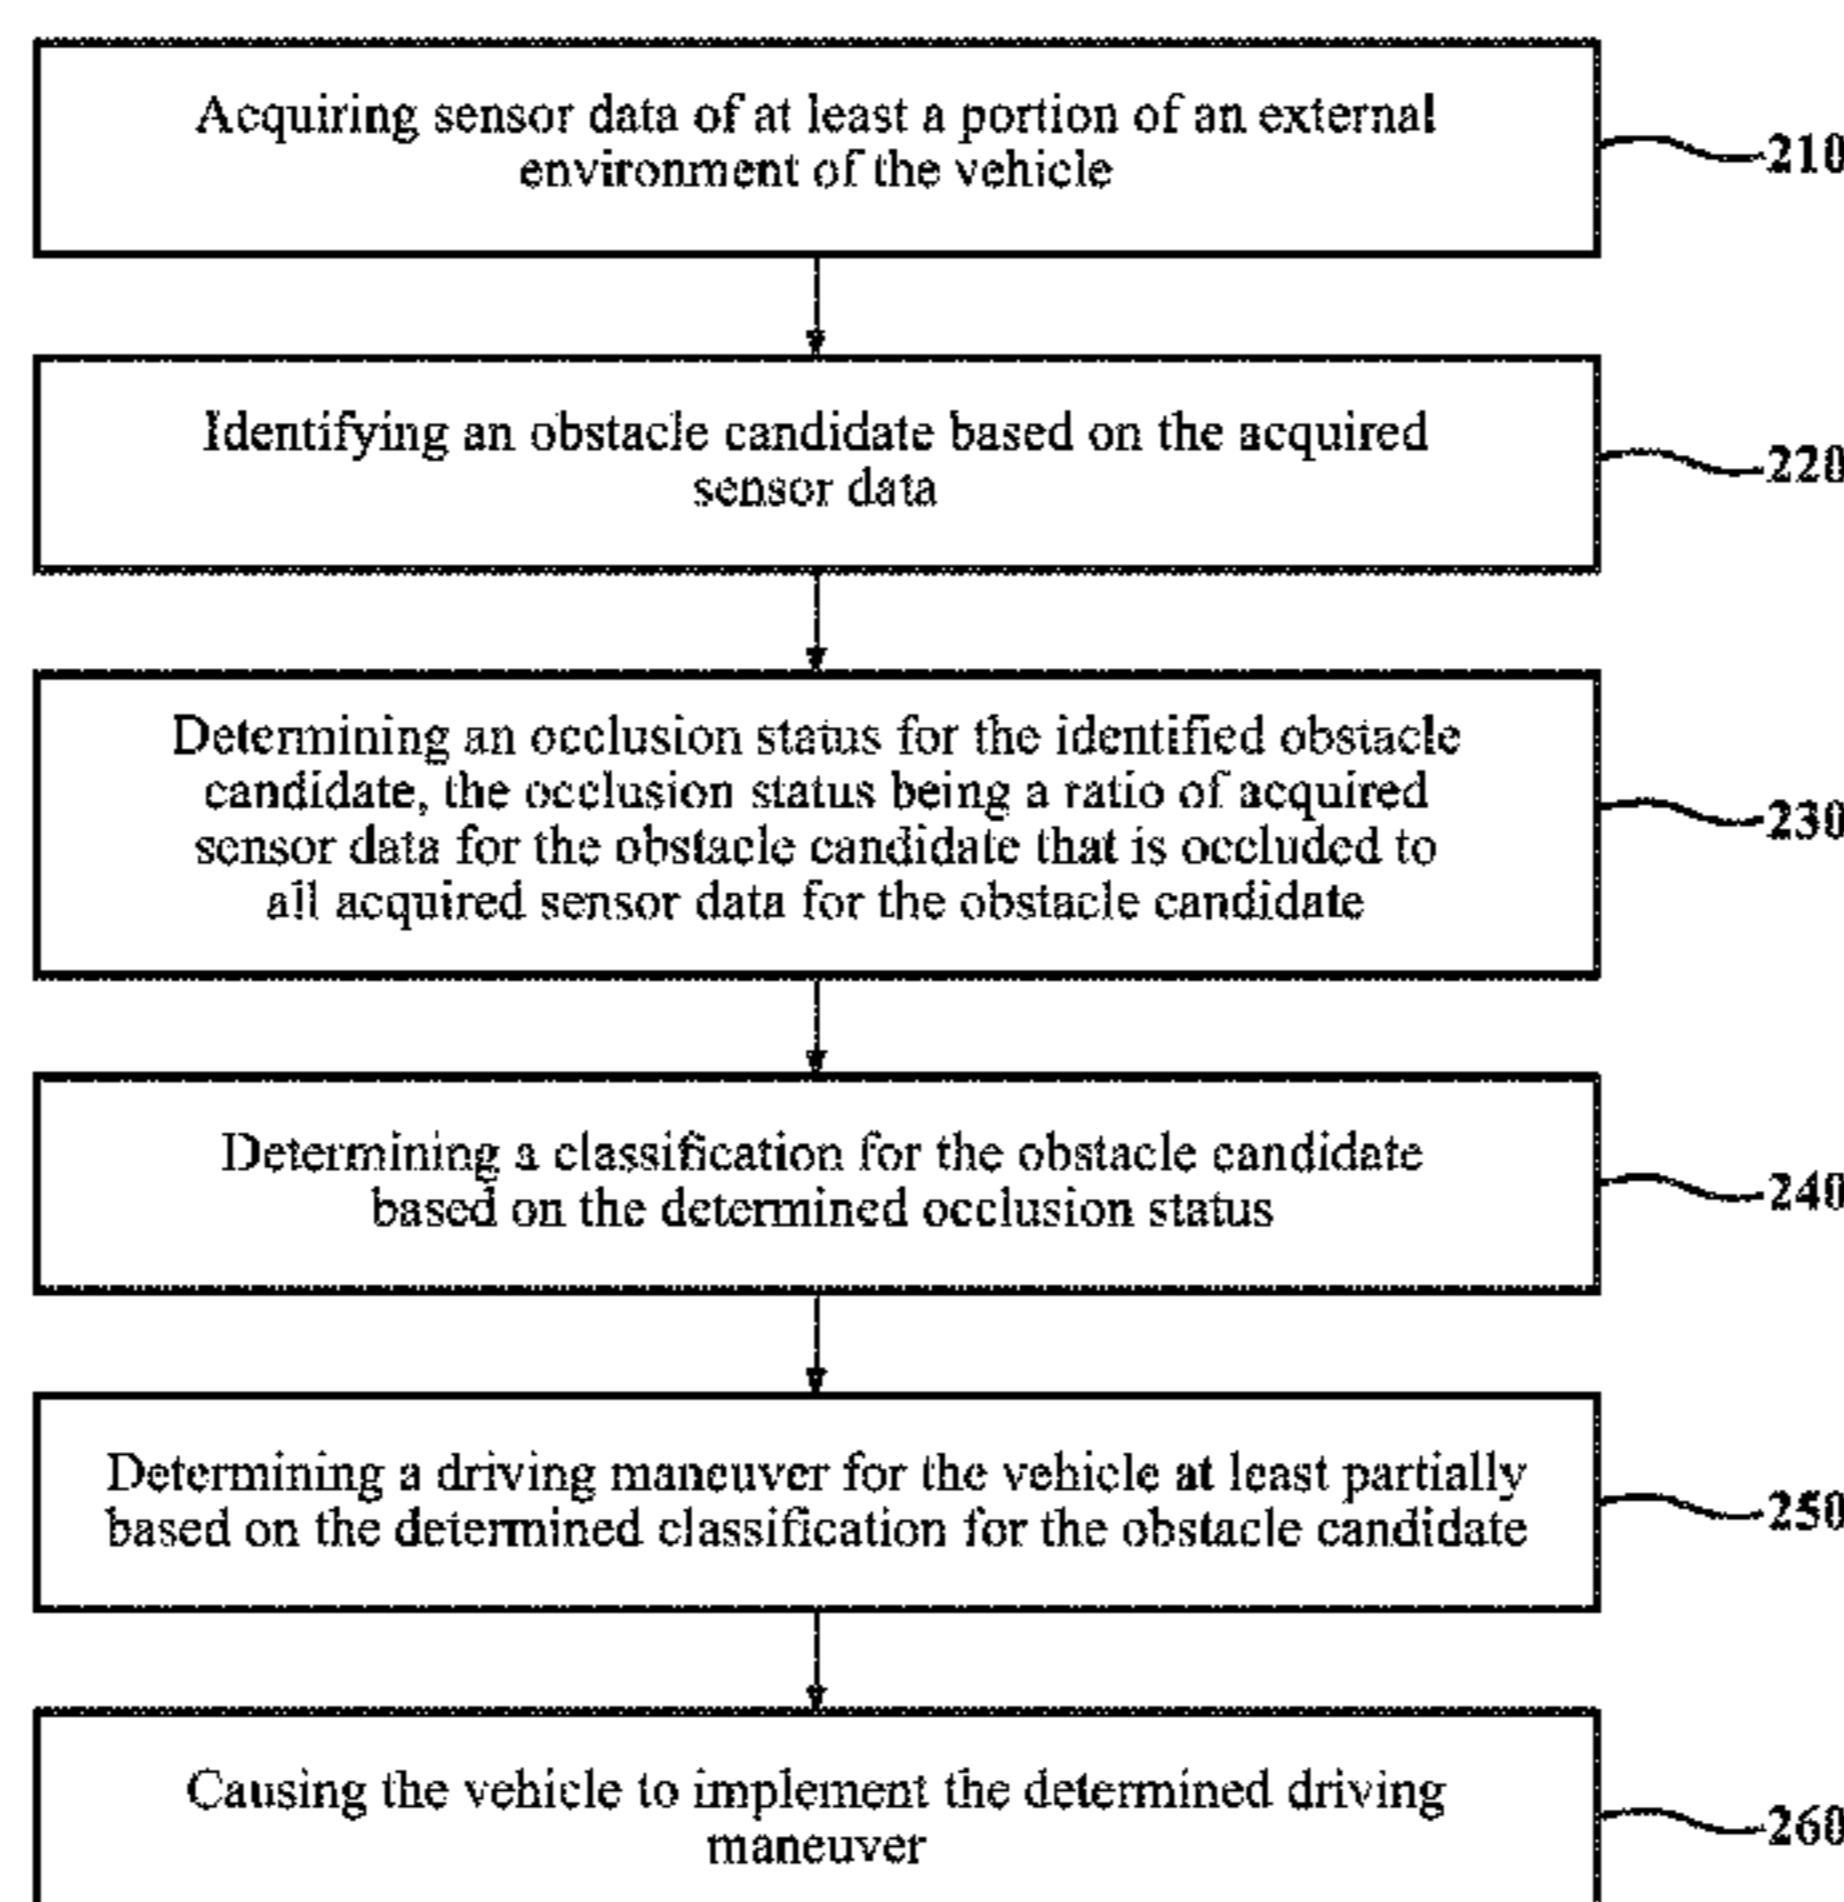 Acquiring sensor data of at least a portion of an external
environment of the vehicle
210
Identifying an obstacle candidate based on the acquired
sensor data
220
Determining an occlusion status for the identified obstacle
candidate, the occlusion status being a ratio of acquired
sensor data for the obstacle candidate that is occluded to
all acquired sensor data for the obstacle candidate
230
Determining a classification for the obstacle candidate
based on the determined occlusion status
240
Determining a driving maneuver for the vehicle at least partially
based on the determined classification for the obstacle candidate
250
Causing the vehicle to implement the determined driving
maneuver
260